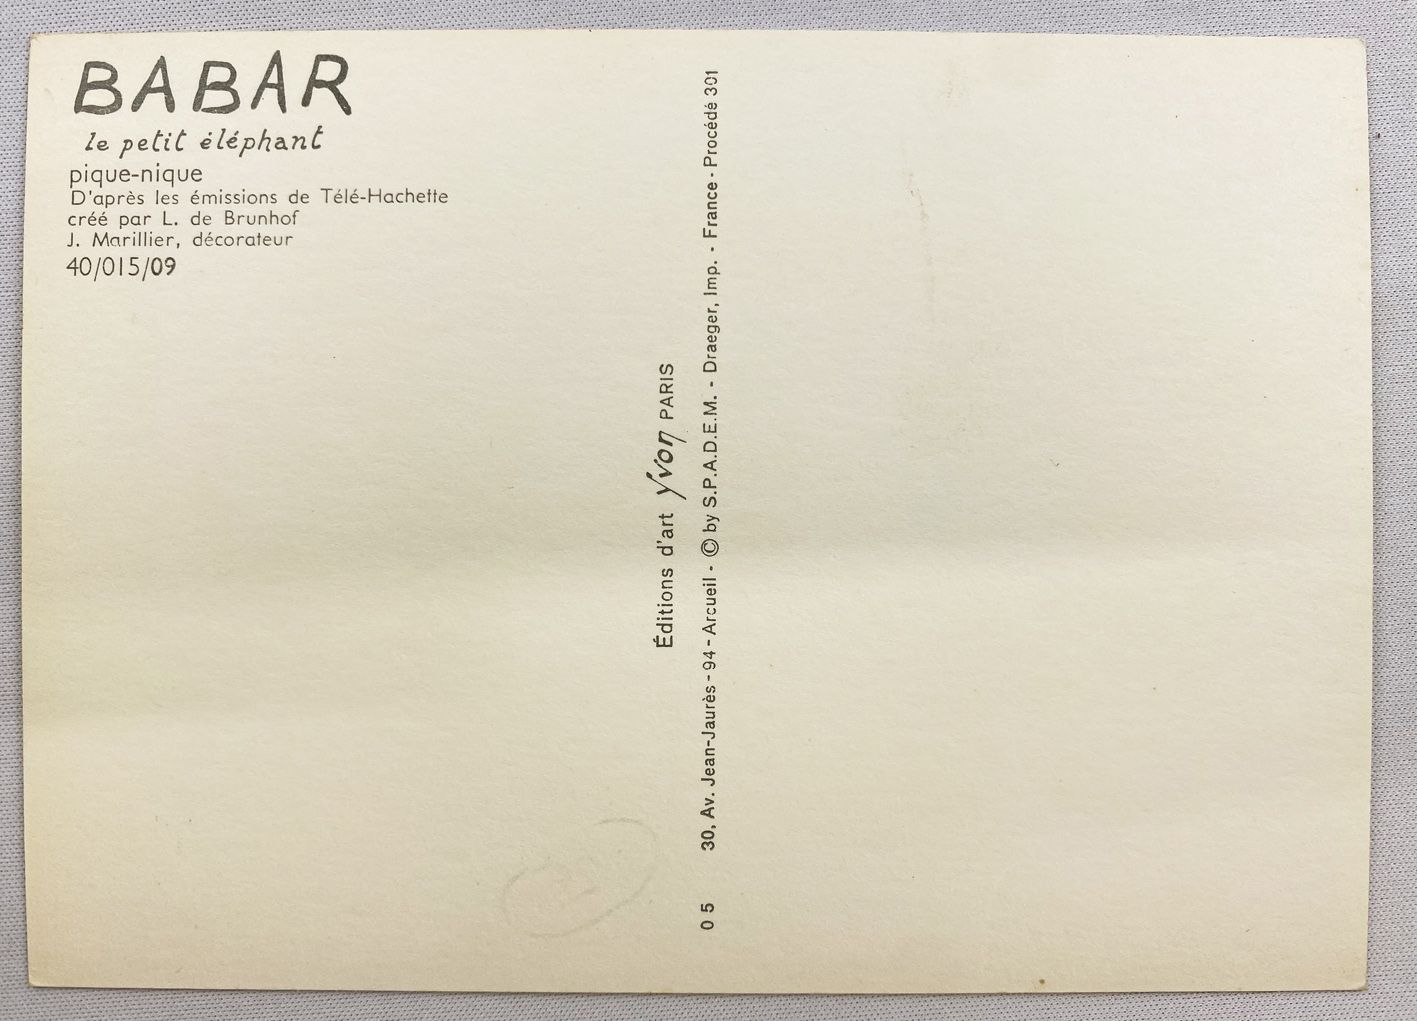 BABAR
le petit éléphant
pique-nique
D'après les émissions de Télé-Hachette
créé par L. de Brunhof
J. Marillier, décorateur
40/015/09
Éditions d'art yvon PARIS
05 30, Av. Jean-Jaurès - 94 - Arcueil - © by S.P.A.D.E.M. - Draeger, Imp. - France - Procédé 301